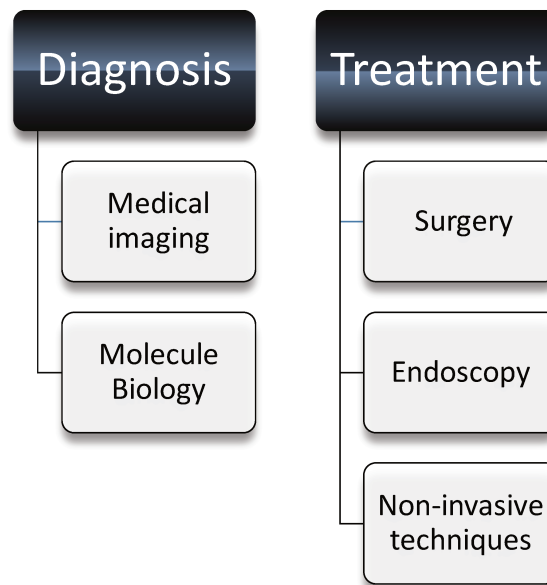 Diagnosis
Medical
imaging
Molecule
Biology
Treatment
Surgery
Endoscopy
Non-invasive
techniques